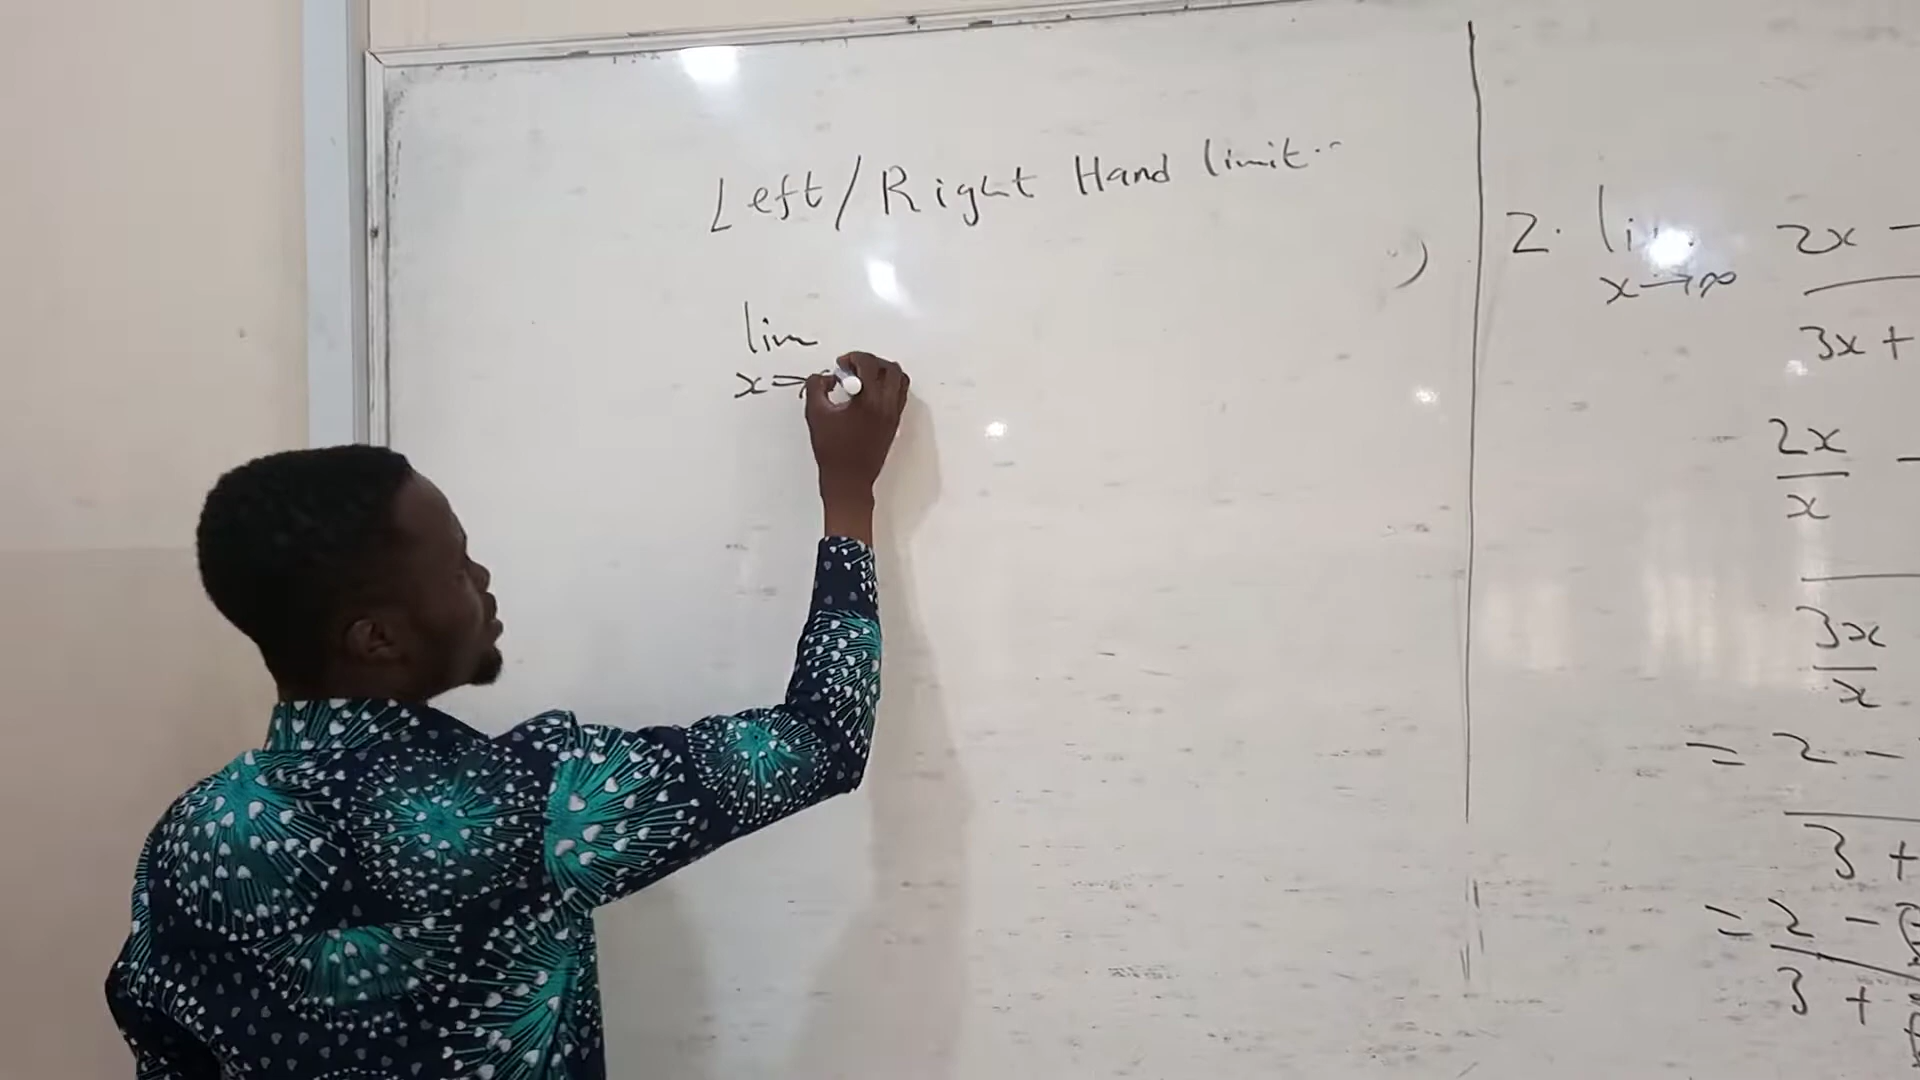 Left/Right Hand limit..
lim
x→
2. lim 2x -
x→∞
3x +
2x -
x
3x
x
= 2 -
3 +
= 2 -
3 +